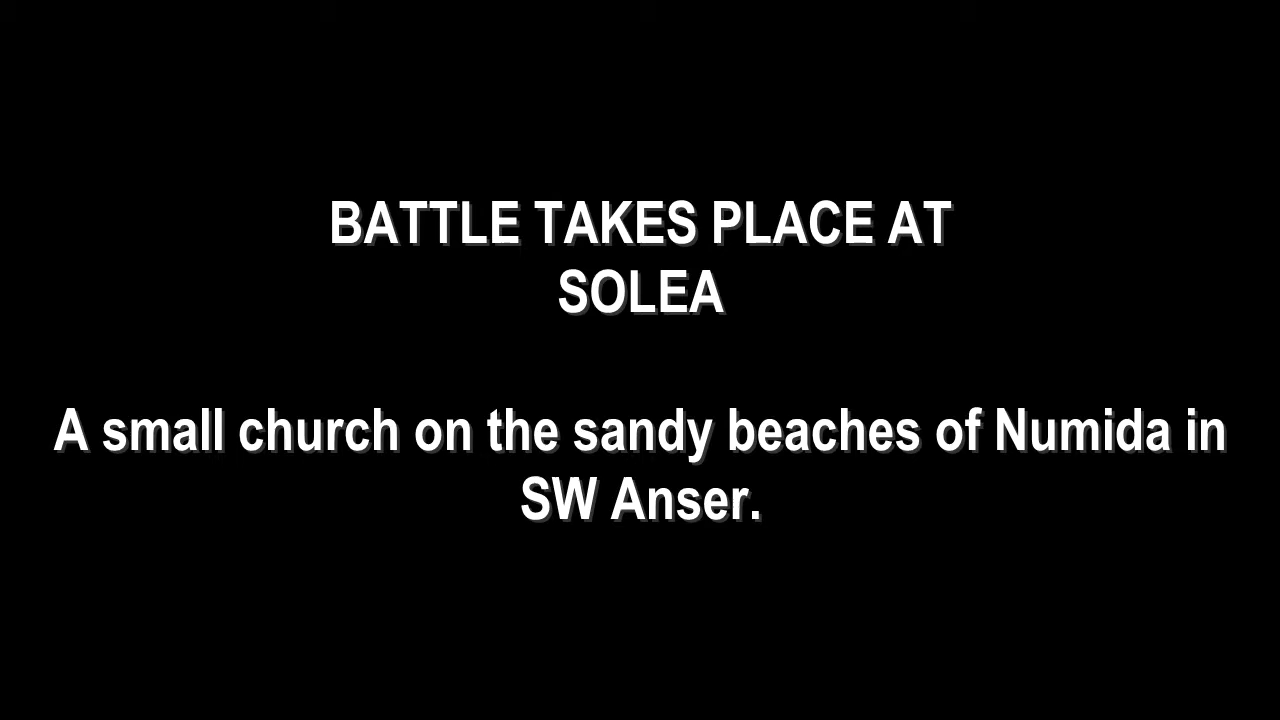 BATTLE TAKES PLACE AT
SOLEA
A small church on the sandy beaches of Numida in
SW Anser.